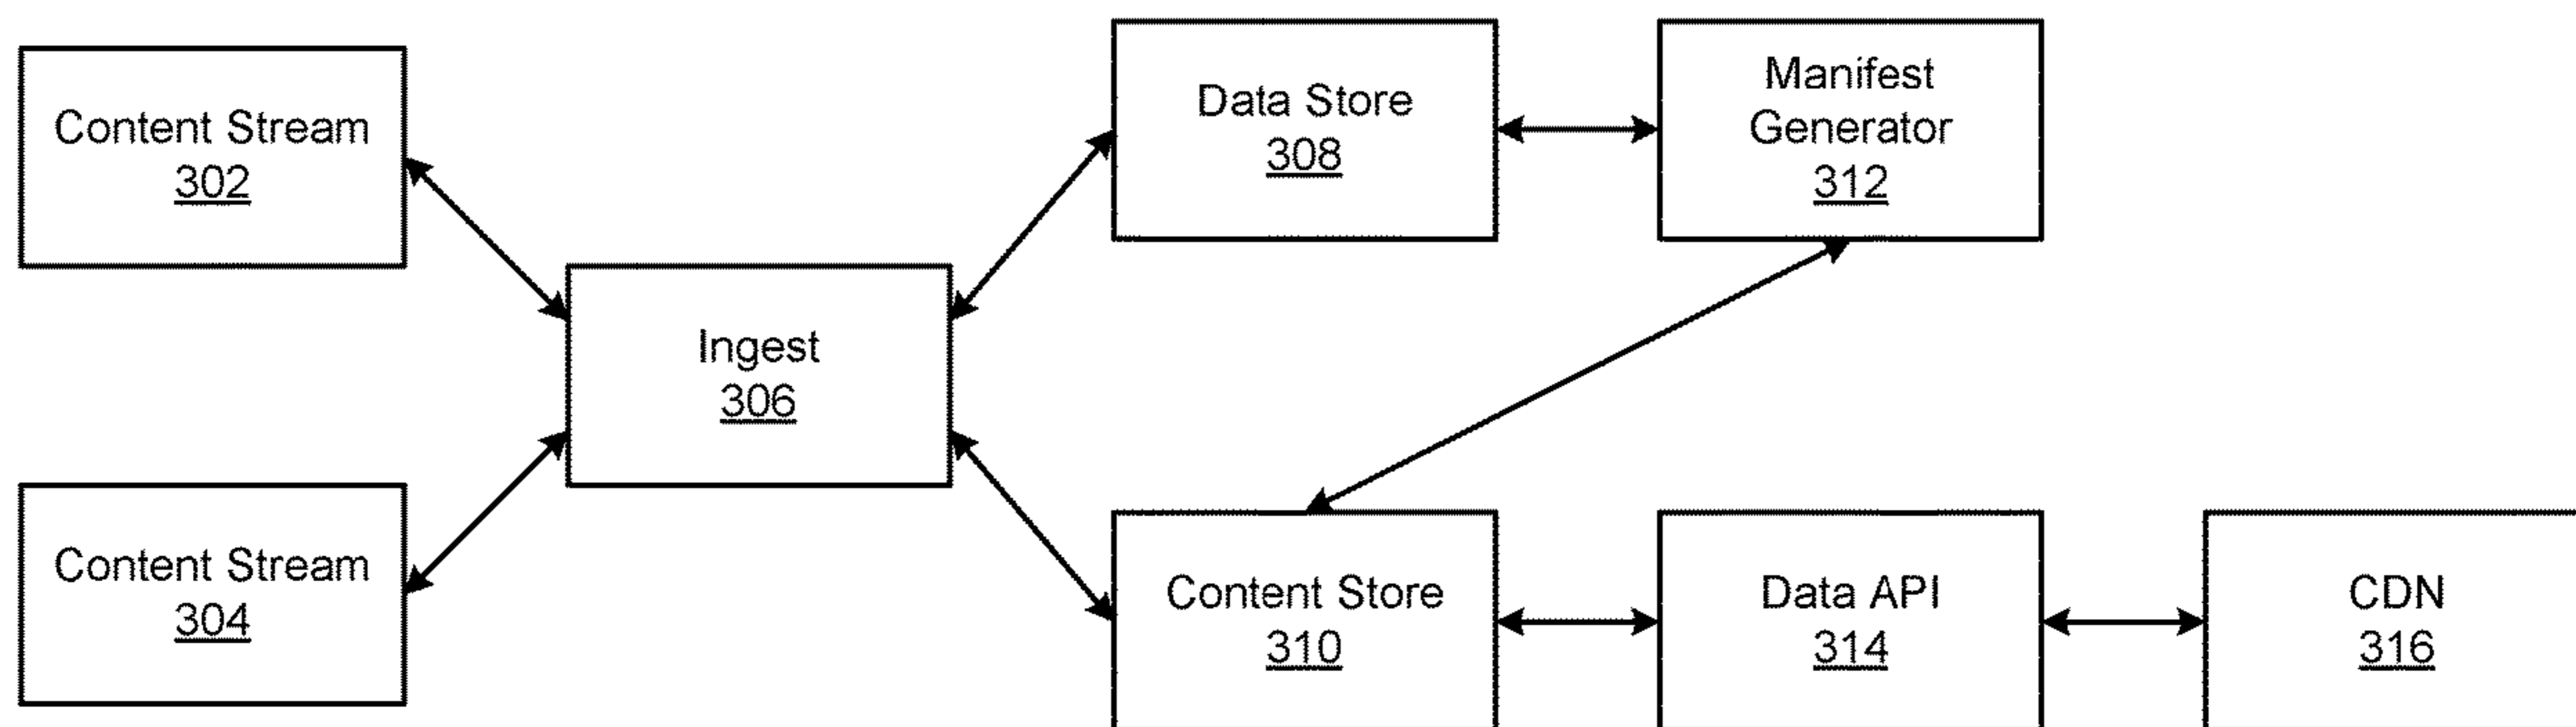 Content Stream
302
Content Stream
304
Ingest
306
Data Store
308
Manifest
Generator
312
Content Store
310
Data API
314
CDN
316